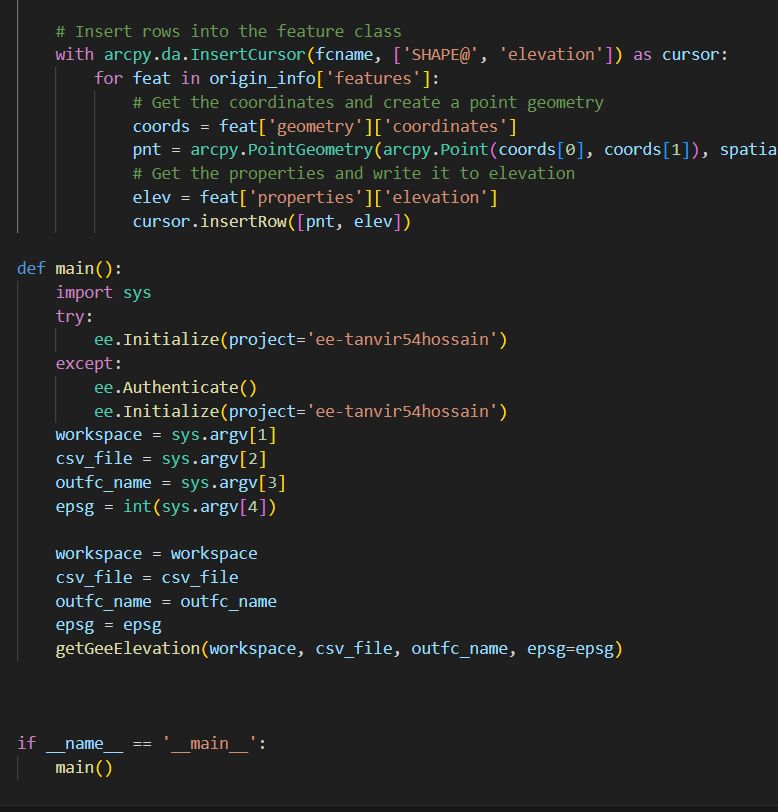 # Insert rows into the feature class
with arcpy.da.InsertCursor(fcname, ['SHAPE@', 'elevation']) as cursor:
for feat in origin_info['features']:
# Get the coordinates and create a point geometry
coords = feat['geometry']['coordinates']
pnt = arcpy.PointGeometry(arcpy.Point(coords[0], coords[1]), spatia
# Get the properties and write it to elevation
elev = feat['properties']['elevation']
cursor.insertRow([pnt, elev])
def main():
import sys
try:
ee.Initialize(project='ee-tanvir54hossain')
except:
ee.Authenticate()
ee.Initialize(project='ee-tanvir54hossain')
workspace = sys.argv[1]
csv_file = sys.argv[2]
outfc_name = sys.argv[3]
epsg = int(sys.argv[4])
workspace = workspace
csv_file = csv_file
outfc_name = outfc_name
epsg = epsg
getGeeElevation(workspace, csv_file, outfc_name, epsg=epsg)
if __name__ == '__main__':
main()